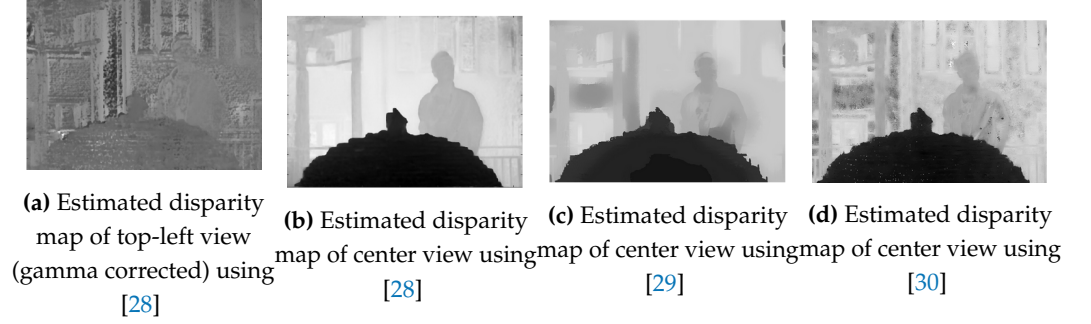 (a) Estimated disparity
map of top-left view
(gamma corrected) using
[28]
(b) Estimated disparity
map of center view using
[28]
(c) Estimated disparity
map of center view using
[29]
(d) Estimated disparity
map of center view using
[30]